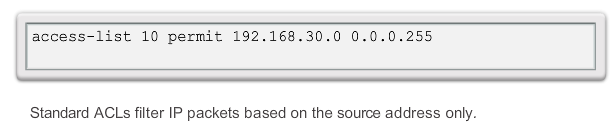 access-list 10 permit 192.168.30.0 0.0.0.255
Standard ACLs filter IP packets based on the source address only.